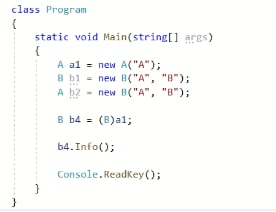 class Program
{
static void Main(string[] args)
{
A a1 = new A("A");
B b1 = new B("A", "B");
A b2 = new B("A", "B");
B b4 = (B)a1;
b4.Info();
Console.ReadKey();
}
}